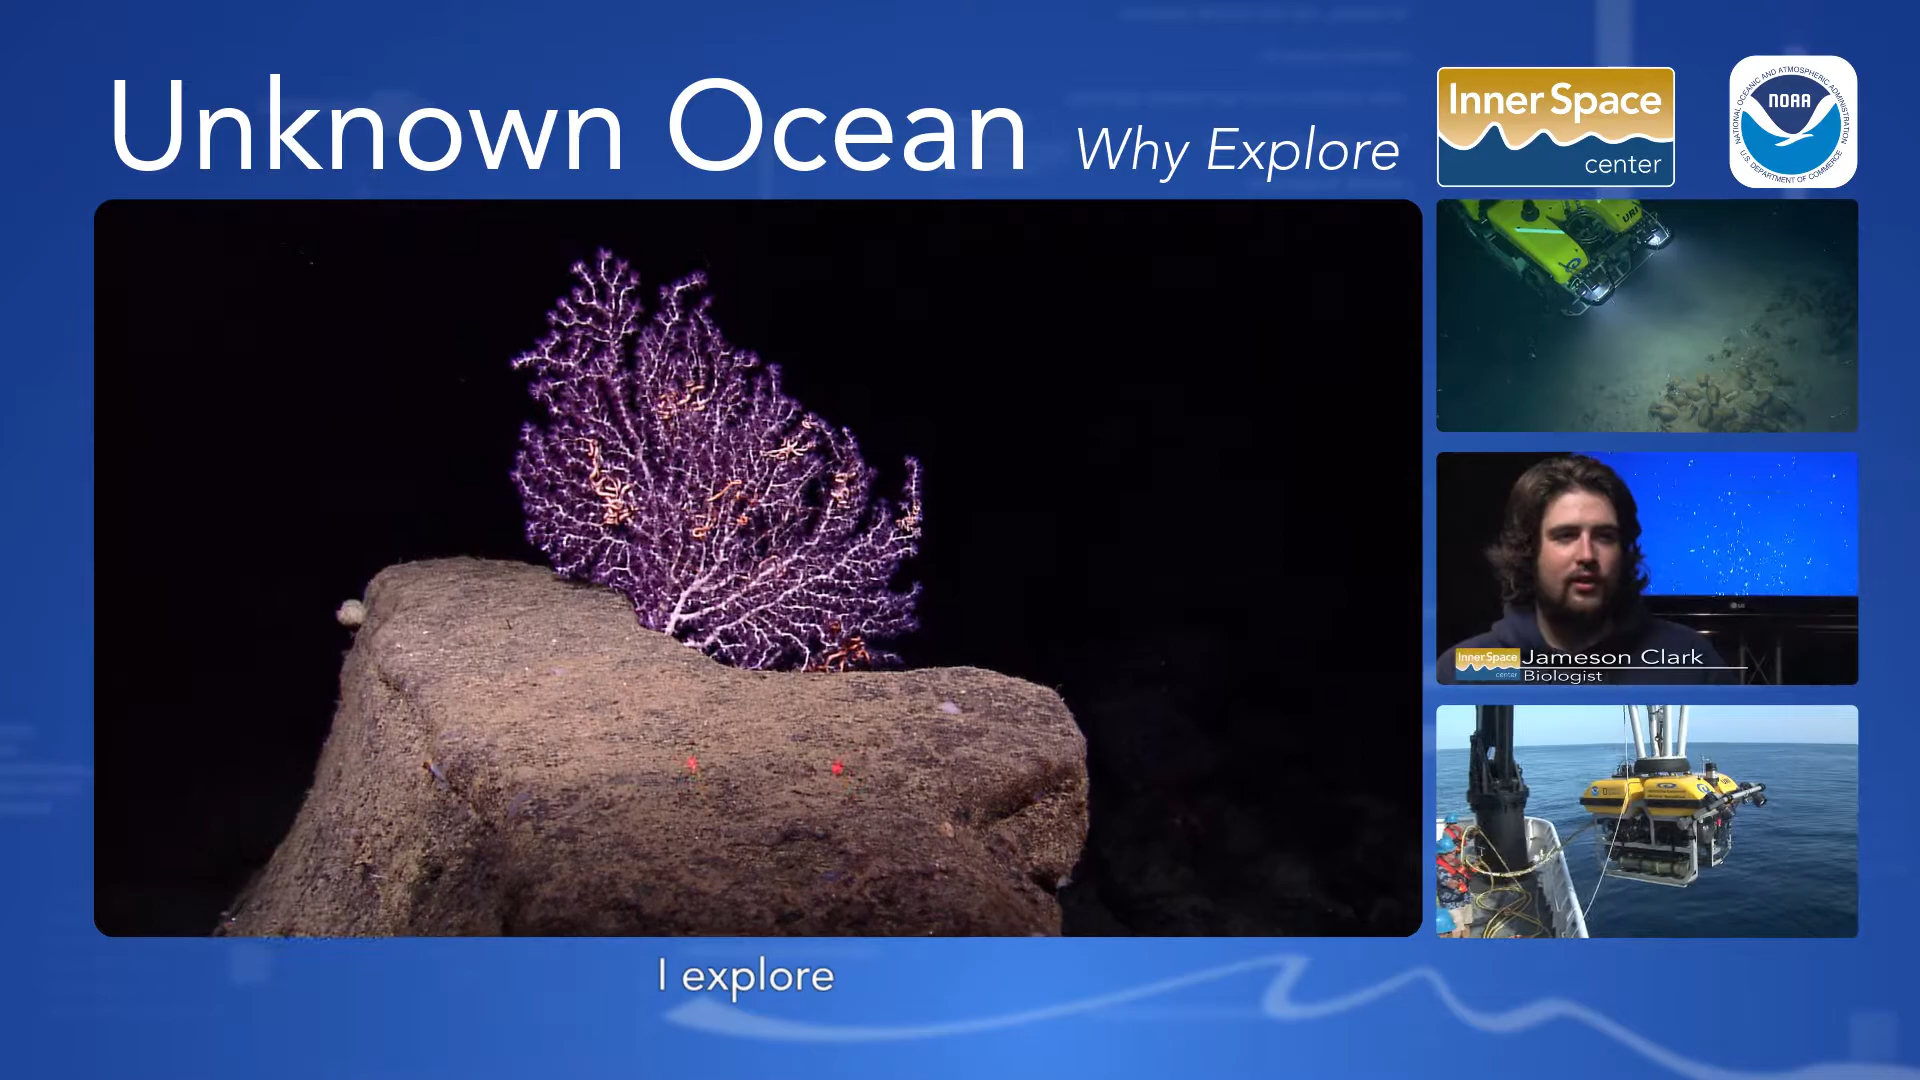 Unknown Ocean Why Explore
Inner Space
center
NATIONAL OCEANIC AND ATMOSPHERIC ADMINISTRATION
NOAA
U.S. DEPARTMENT OF COMMERCE
URI
Inner Space
center
Jameson Clark
Biologist
I explore